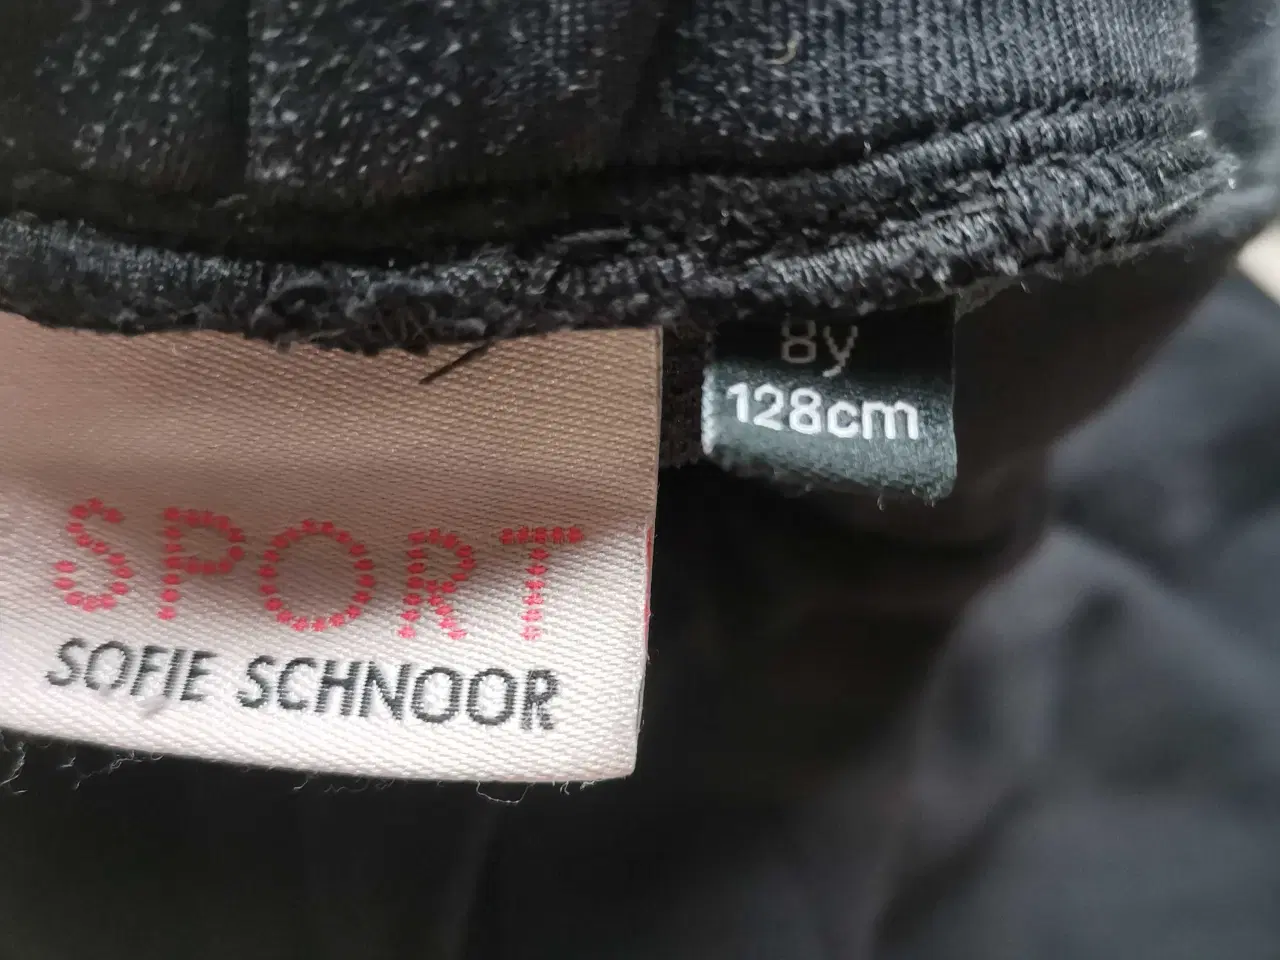 8y
128cm
SPORT
SOFIE SCHNOOR